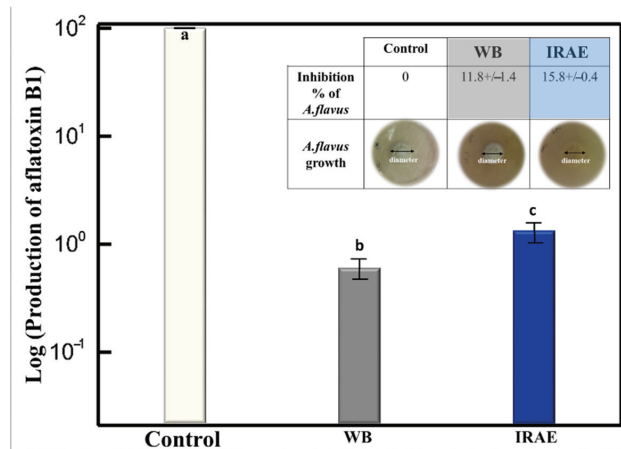 Log (Production of aflatoxin B1)
10²
10¹
10⁰
10⁻¹
a
b
c
Control WB IRAE
Inhibition
% of
A.flavus
0 11.8+/-1.4 15.8+/-0.4
A.flavus
growth
diameter diameter diameter
Control WB IRAE